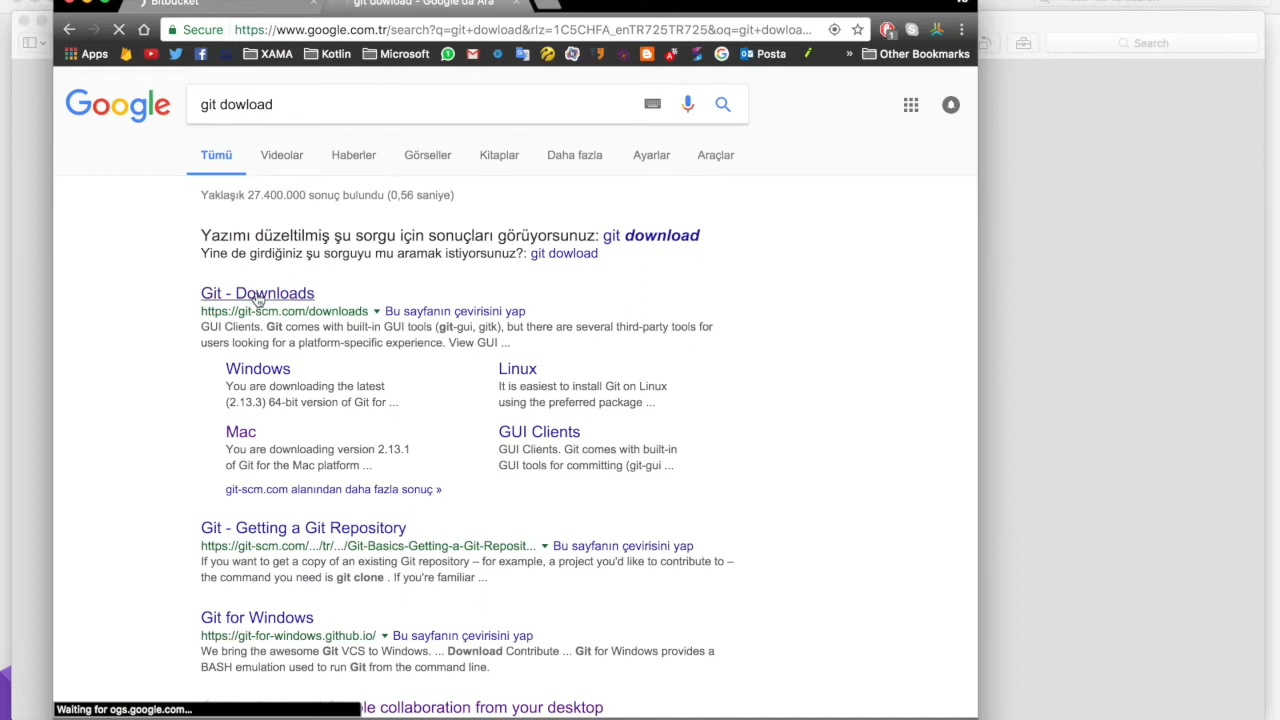 Bitbucket
git dowload - Google'da Ara
Secure
https://www.google.com.tr/search?q=git+dowload&rlz=1C5CHFA_enTR725TR725&oq=git+dowloa...
Apps
XAMA
Kotlin
Microsoft
Posta
»
Other Bookmarks
Search
Google
git dowload
Tümü
Videolar
Haberler
Görseller
Kitaplar
Daha fazla
Ayarlar
Araçlar
Yaklaşık 27.400.000 sonuç bulundu (0,56 saniye)
Yazımı düzeltilmiş şu sorgu için sonuçları görüyorsunuz: git download
Yine de girdiğiniz şu sorguyu mu aramak istiyorsunuz?: git dowload
Git - Downloads
https://git-scm.com/downloads ▼ Bu sayfanın çevirisini yap
GUI Clients. Git comes with built-in GUI tools (git-gui, gitk), but there are several third-party tools for
users looking for a platform-specific experience. View GUI ...
Windows
You are downloading the latest
(2.13.3) 64-bit version of Git for ...
Linux
It is easiest to install Git on Linux
using the preferred package ...
Mac
You are downloading version 2.13.1
of Git for the Mac platform ...
GUI Clients
GUI Clients. Git comes with built-in
GUI tools for committing (git-gui ...
git-scm.com alanından daha fazla sonuç »
Git - Getting a Git Repository
https://git-scm.com/.../tr/.../Git-Basics-Getting-a-Git-Reposit... ▼ Bu sayfanın çevirisini yap
If you want to get a copy of an existing Git repository – for example, a project you'd like to contribute to –
the command you need is git clone . If you're familiar ...
Git for Windows
https://git-for-windows.github.io/ ▼ Bu sayfanın çevirisini yap
We bring the awesome Git VCS to Windows. ... Download Contribute ... Git for Windows provides a
BASH emulation used to run Git from the command line.
collaboration from your desktop
Waiting for ogs.google.com...